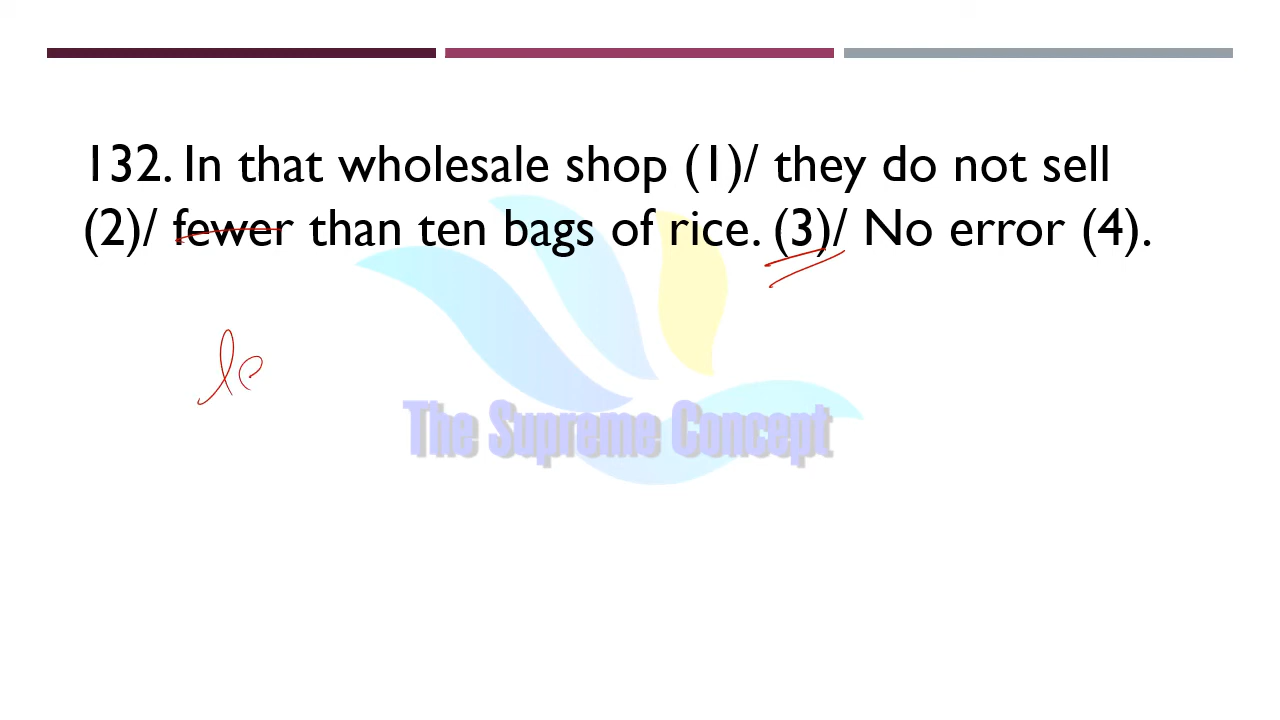 132. In that wholesale shop (1)/ they do not sell
(2)/ fewer than ten bags of rice. (3)/ No error (4).
le
The Supreme Concept